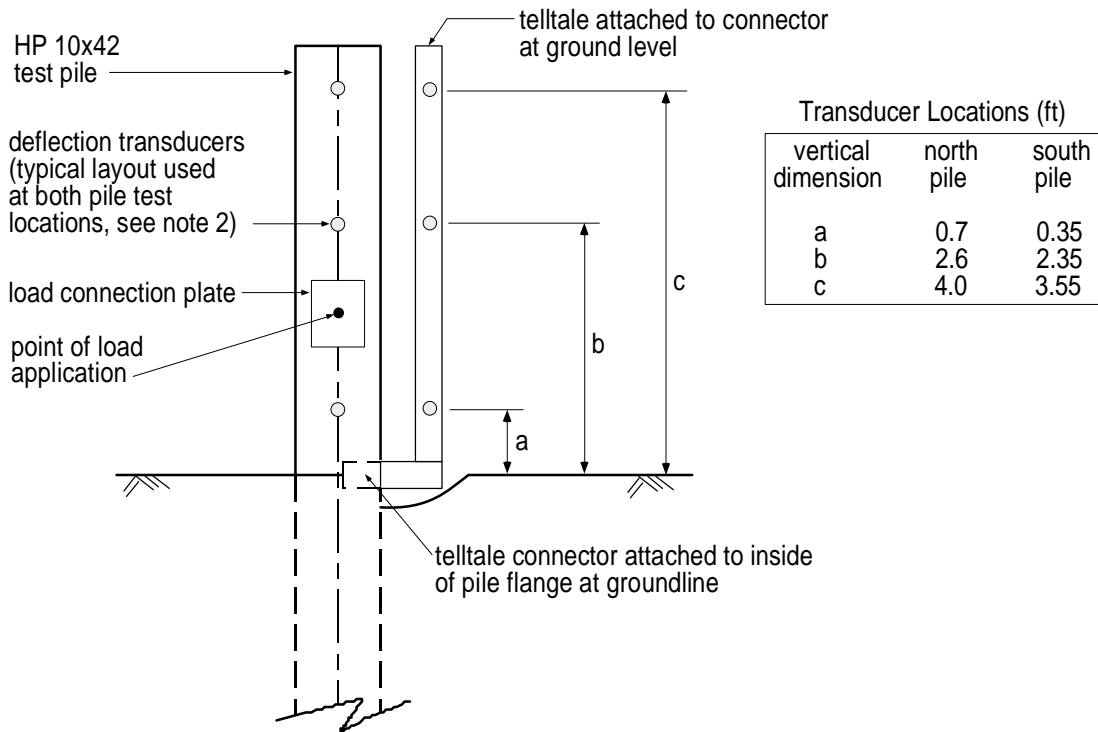 telltale attached to connector
at ground level
HP 10x42
test pile
deflection transducers
(typical layout used
at both pile test
locations, see note 2)
load connection plate
point of load
application
a
b
c
Transducer Locations (ft)
vertical north south
dimension pile pile
a 0.7 0.35
b 2.6 2.35
c 4.0 3.55
telltale connector attached to inside
of pile flange at groundline